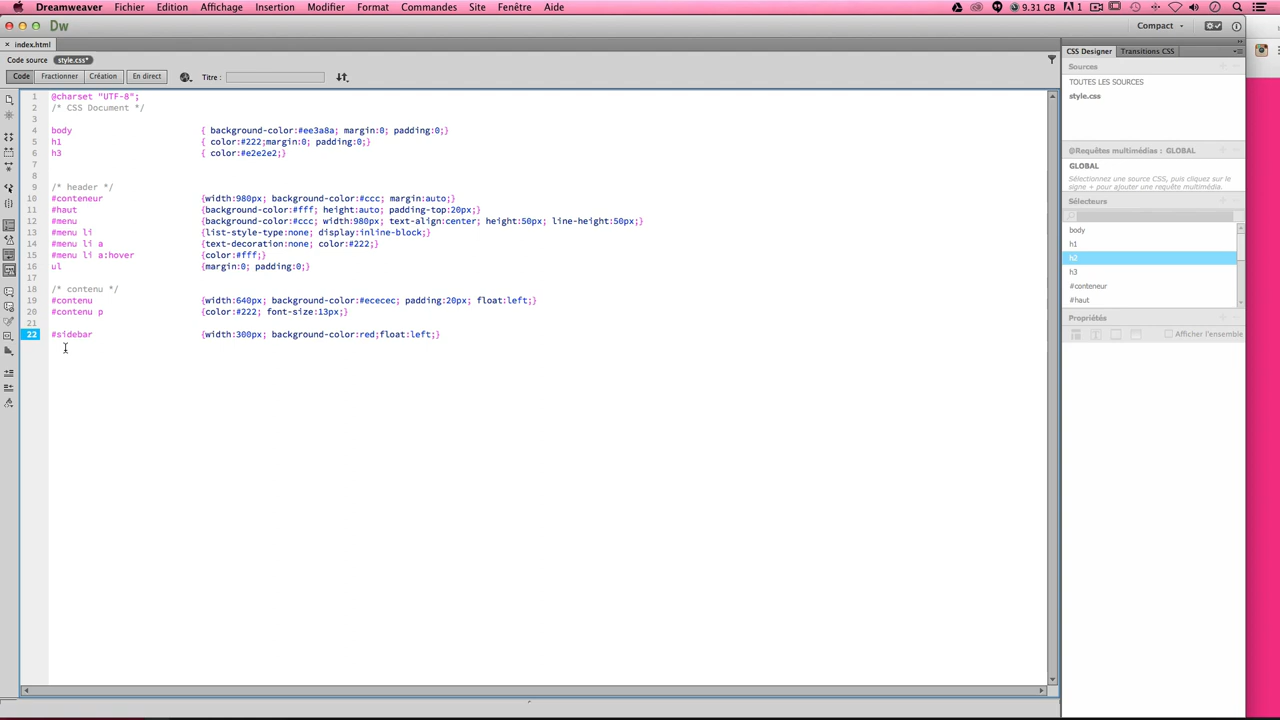 Dreamweaver Fichier Edition Affichage Insertion Modifier Format Commandes Site Fenêtre Aide 9.31 GB 1
Dw Compact
× index.html
Code source style.css*
Code Fractionner Création En direct Titre :
1 @charset "UTF-8";
2 /* CSS Document */
3
4 body { background-color:#ee3a8a; margin:0; padding:0;}
5 h1 { color:#222;margin:0; padding:0;}
6 h3 { color:#e2e2e2;}
7
8
9 /* header */
10 #conteneur {width:980px; background-color:#ccc; margin:auto;}
11 #haut {background-color:#fff; height:auto; padding-top:20px;}
12 #menu {background-color:#ccc; width:980px; text-align:center; height:50px; line-height:50px;}
13 #menu li {list-style-type:none; display:inline-block;}
14 #menu li a {text-decoration:none; color:#222;}
15 #menu li a:hover {color:#fff;}
16 ul {margin:0; padding:0;}
17
18 /* contenu */
19 #contenu {width:640px; background-color:#ececec; padding:20px; float:left;}
20 #contenu p {color:#222; font-size:13px;}
21
22 #sidebar {width:300px; background-color:red;float:left;}
CSS Designer Transitions CSS
Sources
TOUTES LES SOURCES
style.css
@Requêtes multimédias : GLOBAL
GLOBAL
Sélectionnez une source CSS, puis cliquez sur le
signe + pour ajouter une requête multimédia.
Sélecteurs
body
h1
h2
h3
#conteneur
#haut
Propriétés
Afficher l'ensemble